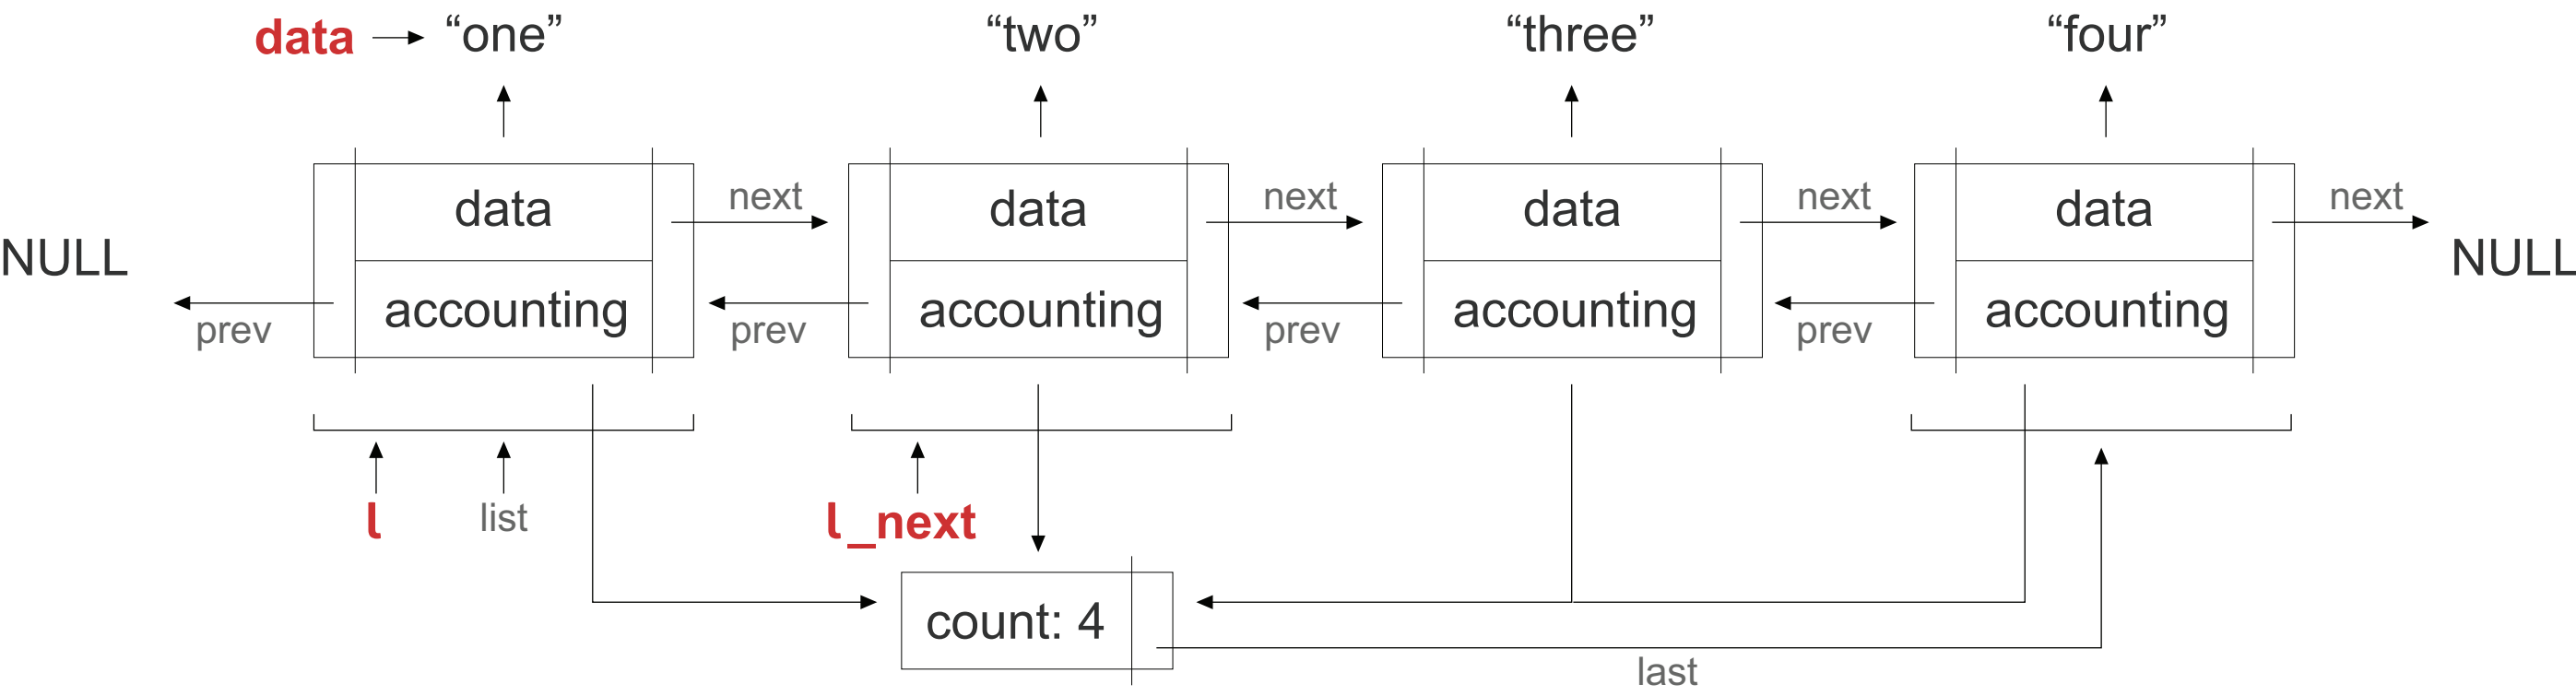 data “one” “two” “three” “four”
data next data next data next data next
NULL NULL
accounting accounting accounting accounting
prev prev prev prev
l list l_next
count: 4
last